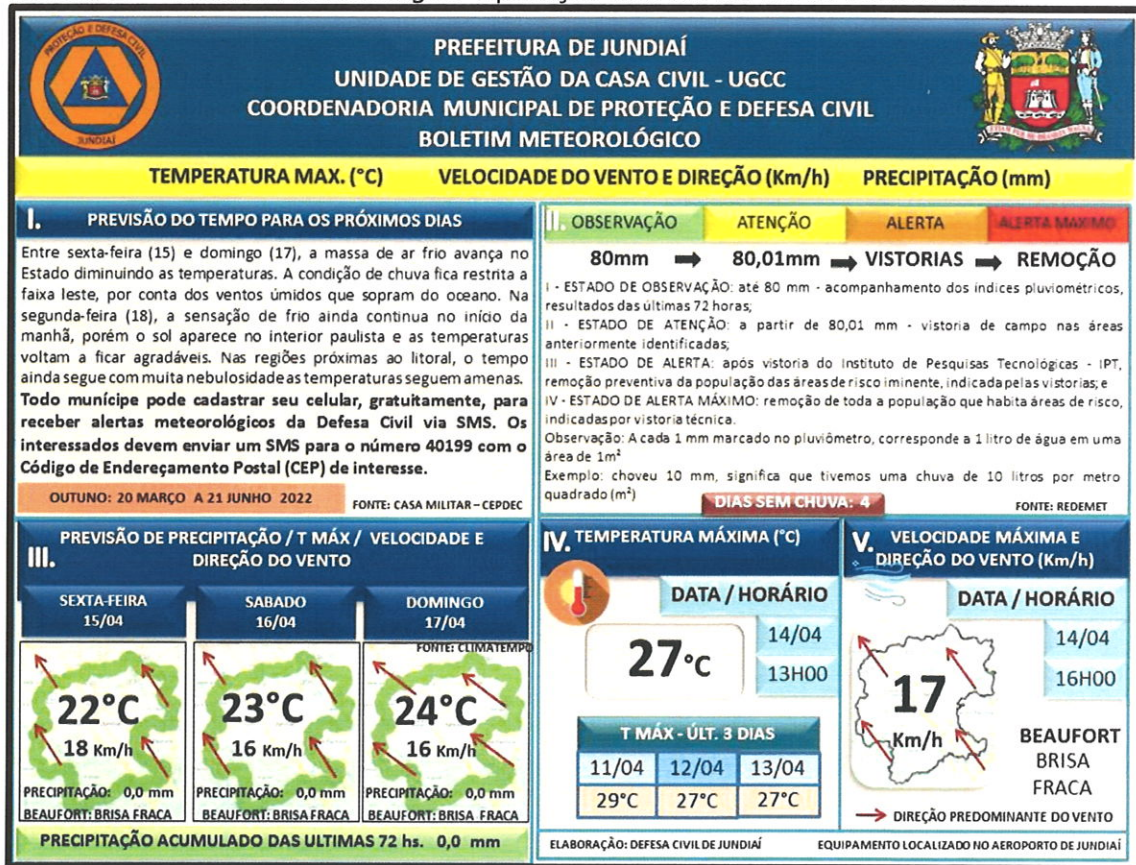 PROTEÇÃO E DEFESA CIVIL
JUNDIAÍ
PREFEITURA DE JUNDIAÍ
UNIDADE DE GESTÃO DA CASA CIVIL - UGCC
COORDENADORIA MUNICIPAL DE PROTEÇÃO E DEFESA CIVIL
BOLETIM METEOROLÓGICO
TEMPERATURA MAX. (°C) VELOCIDADE DO VENTO E DIREÇÃO (Km/h) PRECIPITAÇÃO (mm)
I. PREVISÃO DO TEMPO PARA OS PRÓXIMOS DIAS
Entre sexta-feira (15) e domingo (17), a massa de ar frio avança no
Estado diminuindo as temperaturas. A condição de chuva fica restrita a
faixa leste, por conta dos ventos úmidos que sopram do oceano. Na
segunda-feira (18), a sensação de frio ainda continua no início da
manhã, porém o sol aparece no interior paulista e as temperaturas
voltam a ficar agradáveis. Nas regiões próximas ao litoral, o tempo
ainda segue com muita nebulosidade as temperaturas seguem amenas.
Todo munícipe pode cadastrar seu celular, gratuitamente, para
receber alertas meteorológicos da Defesa Civil via SMS. Os
interessados devem enviar um SMS para o número 40199 com o
Código de Endereçamento Postal (CEP) de interesse.
OUTUNO: 20 MARÇO A 21 JUNHO 2022
FONTE: CASA MILITAR – CEPDEC
II. OBSERVAÇÃO ATENÇÃO ALERTA ALERTA MAXIMO
80mm 80,01mm VISTORIAS REMOÇÃO
I - ESTADO DE OBSERVAÇÃO: até 80 mm - acompanhamento dos índices pluviométricos,
resultados das últimas 72 horas;
II - ESTADO DE ATENÇÃO: a partir de 80,01 mm - vistoria de campo nas áreas
anteriormente identificadas;
III - ESTADO DE ALERTA: após vistoria do Instituto de Pesquisas Tecnológicas - IPT,
remoção preventiva da população das áreas de risco iminente, indicada pelas vistorias; e
IV - ESTADO DE ALERTA MÁXIMO: remoção de toda a população que habita áreas de risco,
indicadas por vistoria técnica.
Observação: A cada 1 mm marcado no pluviômetro, corresponde a 1 litro de água em uma
área de 1m²
Exemplo: choveu 10 mm, significa que tivemos uma chuva de 10 litros por metro
quadrado (m²)
DIAS SEM CHUVA: 4
FONTE: REDEMET
III. PREVISÃO DE PRECIPITAÇÃO / T MÁX / VELOCIDADE E
DIREÇÃO DO VENTO
SEXTA-FEIRA
15/04
SABADO
16/04
DOMINGO
17/04
FONTE: CLIMATEMPO
22°C
18 Km/h
PRECIPITAÇÃO: 0,0 mm
BEAUFORT: BRISA FRACA
23°C
16 Km/h
PRECIPITAÇÃO: 0,0 mm
BEAUFORT: BRISA FRACA
24°C
16 Km/h
PRECIPITAÇÃO: 0,0 mm
BEAUFORT: BRISA FRACA
PRECIPITAÇÃO ACUMULADO DAS ULTIMAS 72 hs. 0,0 mm
IV. TEMPERATURA MÁXIMA (°C)
DATA / HORÁRIO
27°C
14/04
13H00
T MÁX - ÚLT. 3 DIAS
11/04 12/04 13/04
29°C 27°C 27°C
V. VELOCIDADE MÁXIMA E
DIREÇÃO DO VENTO (Km/h)
DATA / HORÁRIO
14/04
16H00
17
Km/h
BEAUFORT
BRISA
FRACA
DIREÇÃO PREDOMINANTE DO VENTO
ELABORAÇÃO: DEFESA CIVIL DE JUNDIAÍ
EQUIPAMENTO LOCALIZADO NO AEROPORTO DE JUNDIAÍ